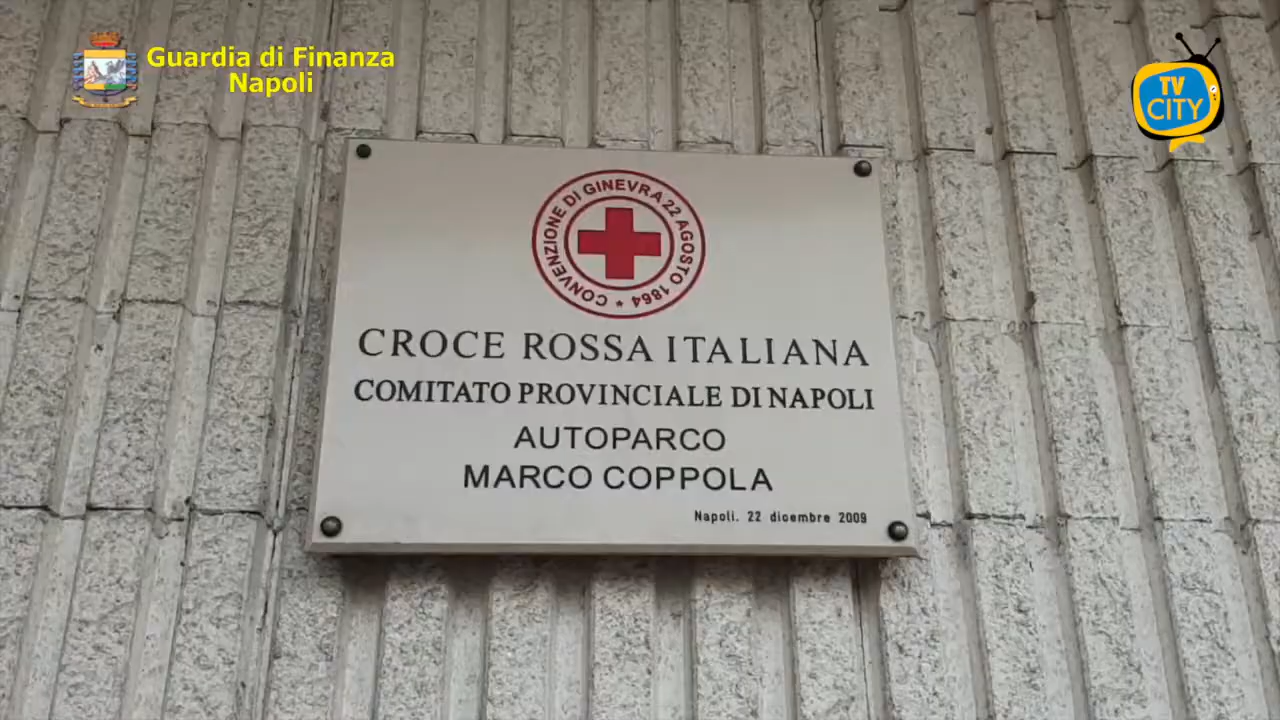 Guardia di Finanza
Napoli
TV
CITY
CONVENZIONE DI GINEVRA 22 AGOSTO 1864 *
CROCE ROSSA ITALIANA
COMITATO PROVINCIALE DI NAPOLI
AUTOPARCO
MARCO COPPOLA
Napoli. 22 dicembre 2009